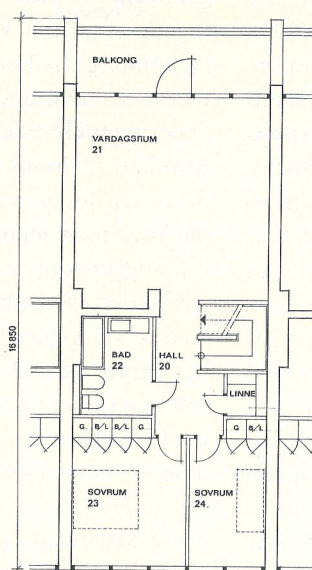 BALKONG
VARDAGSRUM
21
16 850
BAD
22
HALL
20
LINNE
G. B/L B/L G.
G B/L
SOVRUM
23
SOVRUM
24.